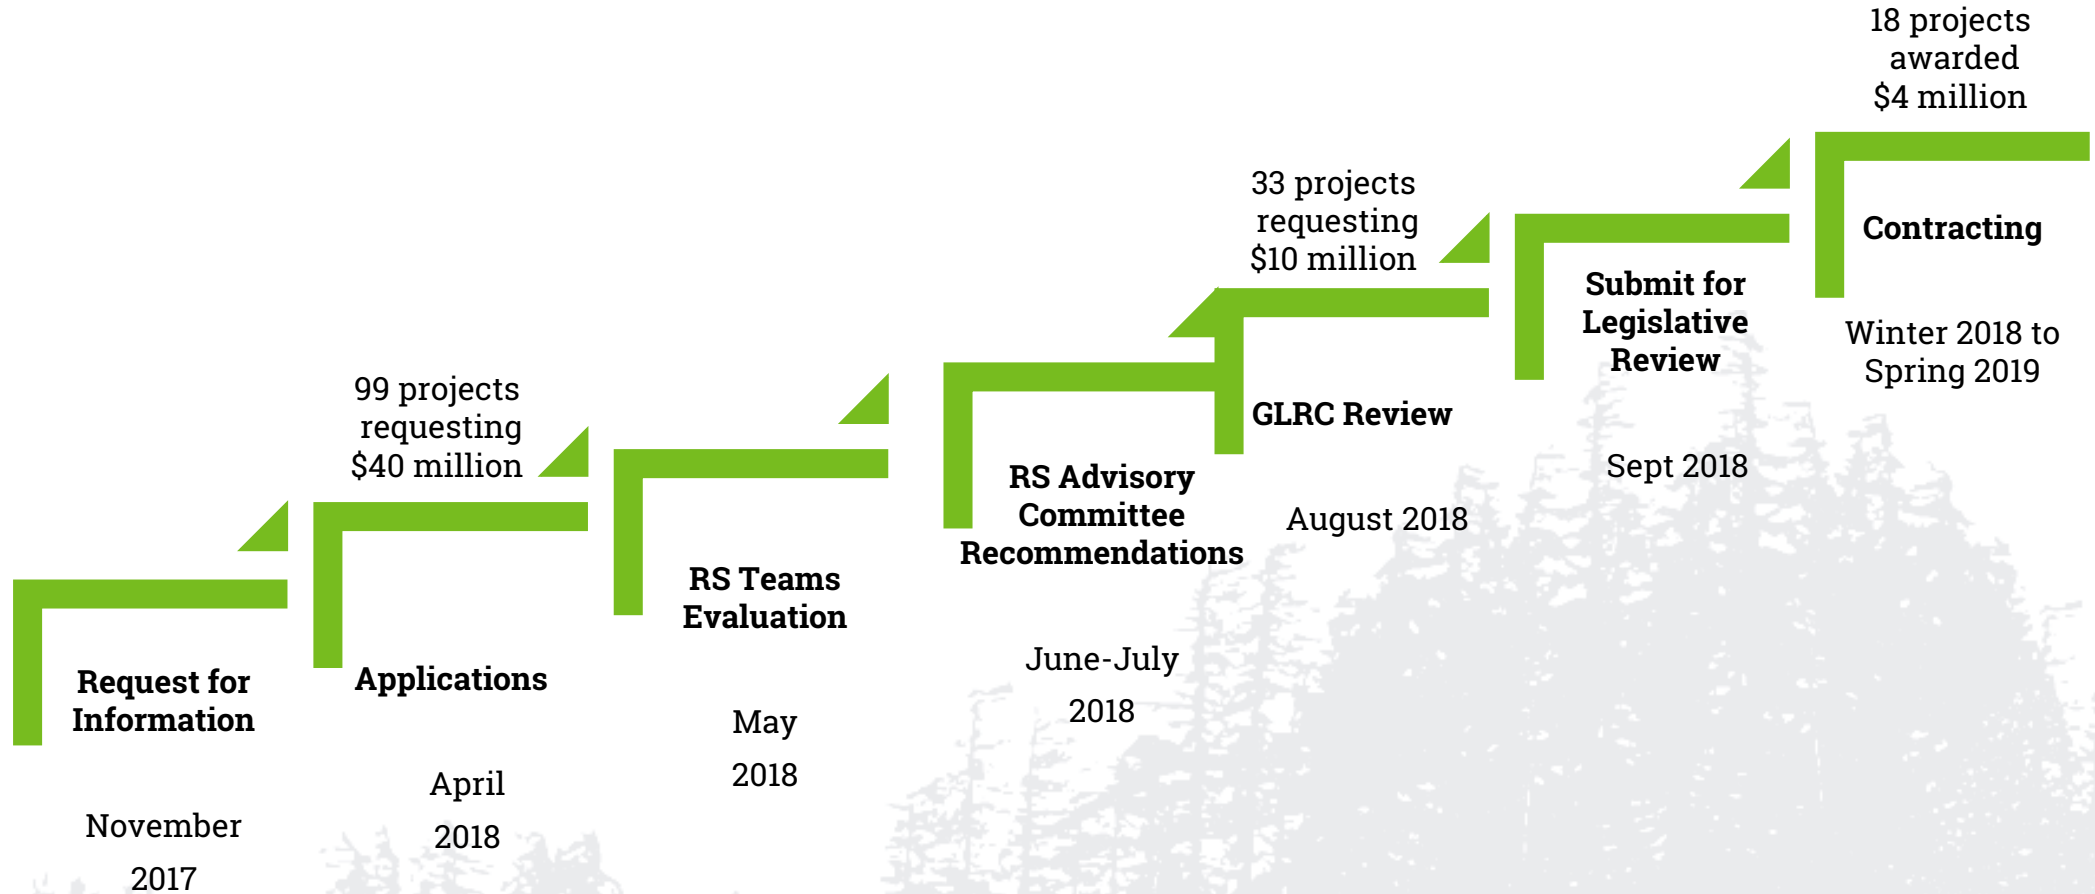 Request for
Information
November
2017
99 projects
requesting
$40 million
Applications
April
2018
RS Teams
Evaluation
May
2018
RS Advisory
Committee
Recommendations
June-July
2018
33 projects
requesting
$10 million
GLRC Review
August 2018
Submit for
Legislative
Review
Sept 2018
18 projects
awarded
$4 million
Contracting
Winter 2018 to
Spring 2019